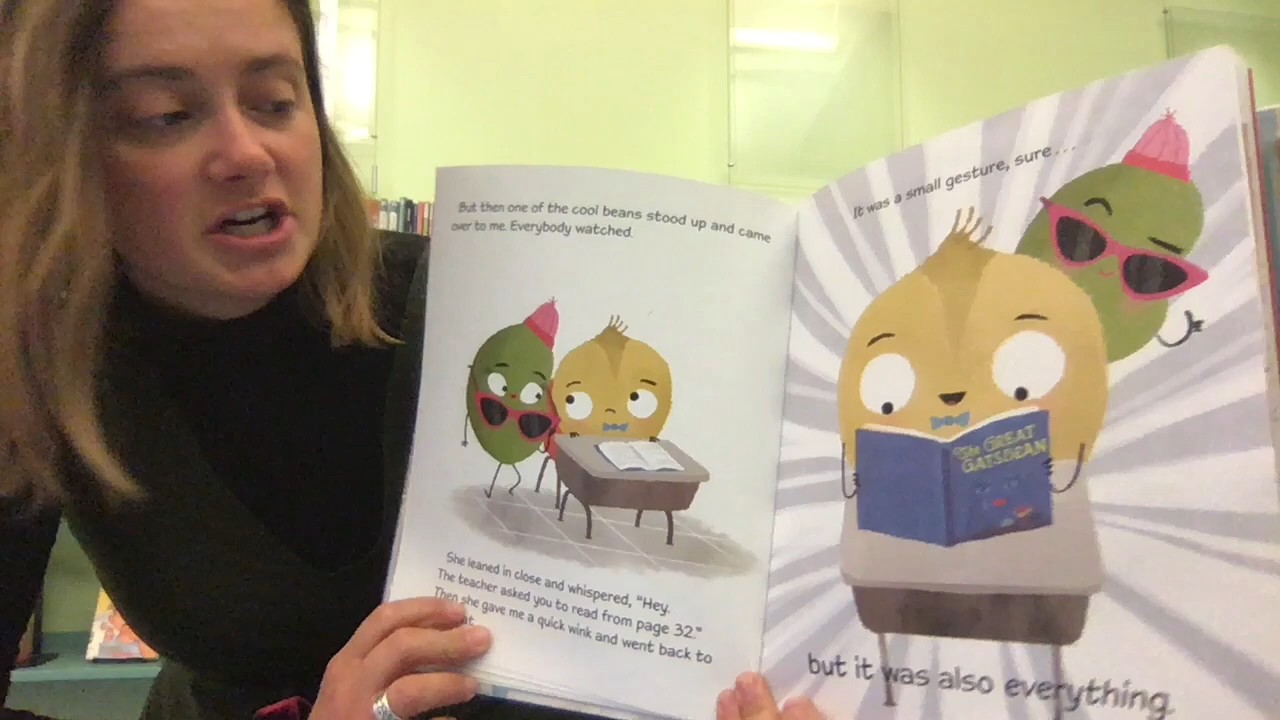 But then one of the cool beans stood up and came
over to me. Everybody watched.
She leaned in close and whispered, "Hey.
The teacher asked you to read from page 32."
Then she gave me a quick wink and went back to
It was a small gesture, sure...
The GREAT
GATSBEAN
but it was also everything.